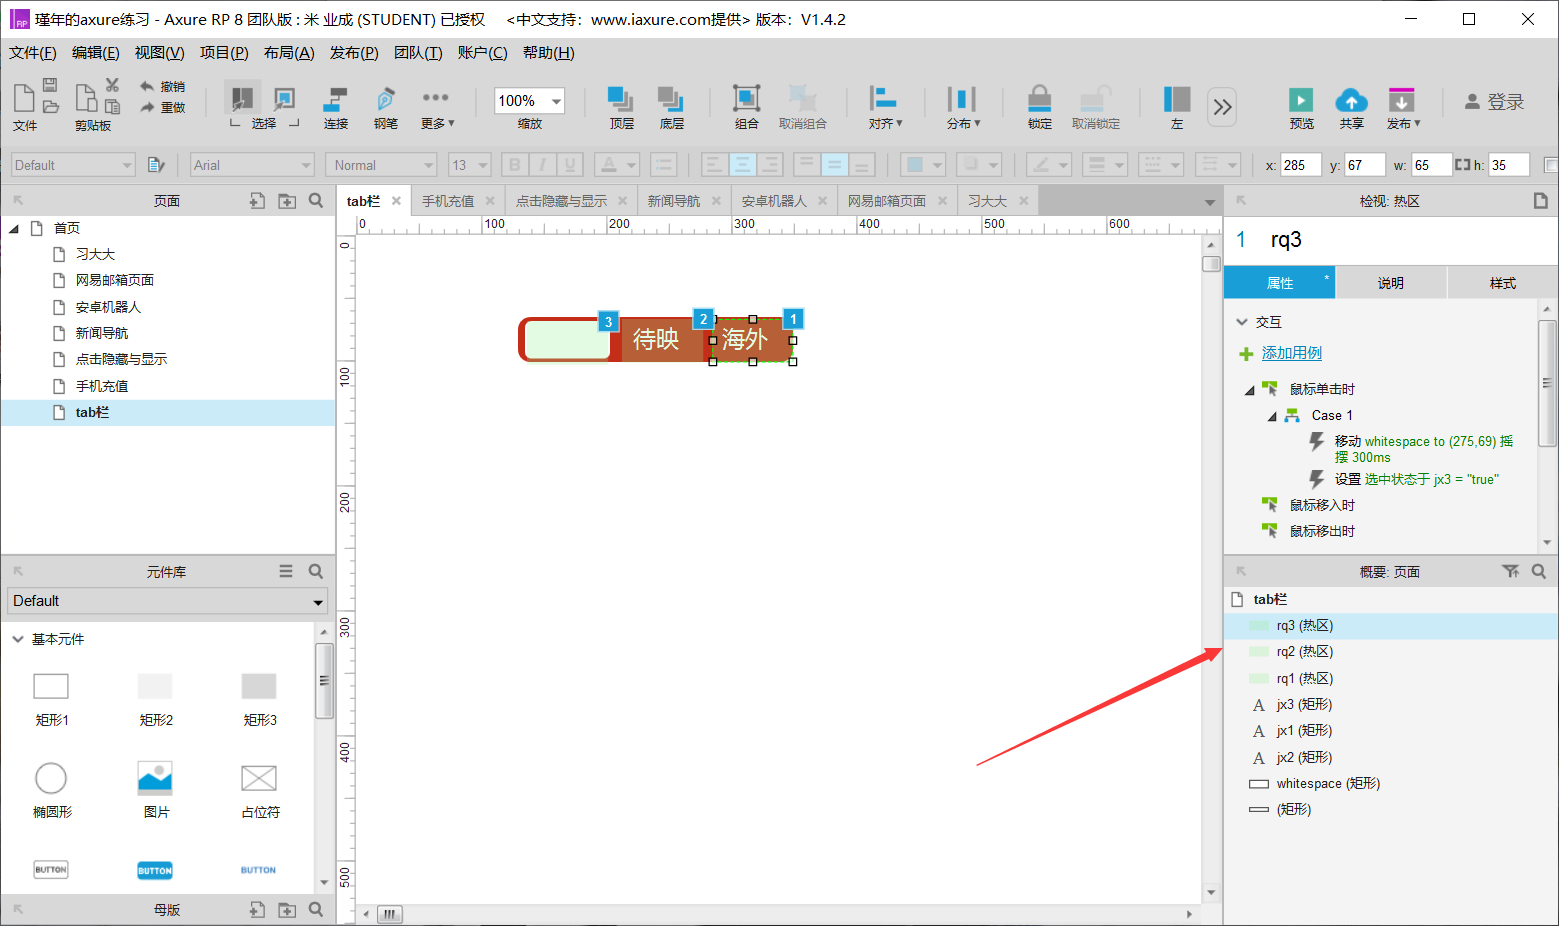 瑾年的axure练习 - Axure RP 8 团队版 : 米 业成 (STUDENT) 已授权 <中文支持：www.iaxure.com提供> 版本：V1.4.2
文件(F) 编辑(E) 视图(V) 项目(P) 布局(A) 发布(P) 团队(T) 账户(C) 帮助(H)
撤销
重做
文件 剪贴板 选择 连接 钢笔 更多▼ 100% 缩放 顶层 底层 组合 取消组合 对齐▼ 分布▼ 锁定 取消锁定 左 预览 共享 发布▼ 登录
Default Arial Normal 13 B I U A x: 285 y: 67 w: 65 h: 35
页面
首页
习大大
网易邮箱页面
安卓机器人
新闻导航
点击隐藏与显示
手机充值
tab栏
元件库
Default
基本元件
矩形1 矩形2 矩形3
椭圆形 图片 占位符
BUTTON BUTTON BUTTON
母版
tab栏 手机充值 点击隐藏与显示 新闻导航 安卓机器人 网易邮箱页面 习大大
0 100 200 300 400 500 600
0
100
200
300
400
500
3 待映 2 海外 1
检视: 热区
1 rq3
属性 * 说明 样式
交互
添加用例
鼠标单击时
Case 1
移动 whitespace to (275,69) 摇
摆 300ms
设置 选中状态于 jx3 = "true"
鼠标移入时
鼠标移出时
概要: 页面
tab栏
rq3 (热区)
rq2 (热区)
rq1 (热区)
A jx3 (矩形)
A jx1 (矩形)
A jx2 (矩形)
whitespace (矩形)
(矩形)